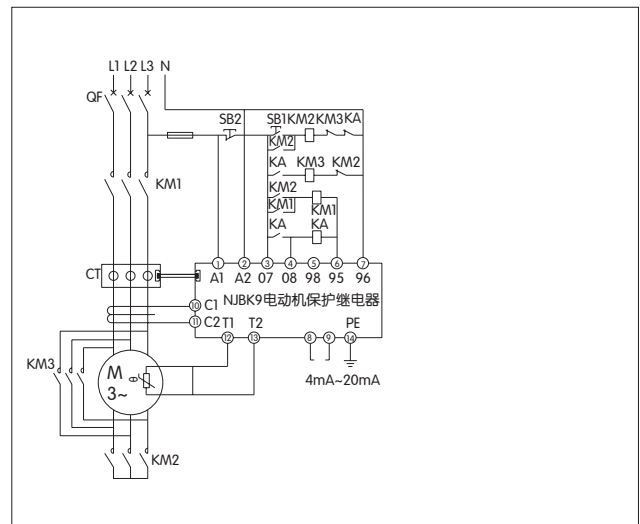 L1 L2 L3 N
QF
SB2 SB1 KM2 KM3 KA
KM2
KA KM3 KM2
KM1
KM2
KM1 KM1
KA KA
CT
1 2 3 4 5 6 7
A1 A2 07 08 98 95 96
NJBK9电动机保护继电器
10 C1
11 C2 T1 T2 PE
12 13 8 9 14
4mA~20mA
KM3
M
3~
θ
KM2